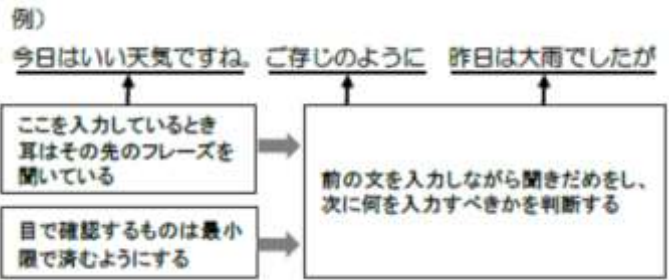 例)
今日はいい天気ですね。ご存じのように 昨日は大雨でしたが
ここを入力しているとき
耳はその先のフレーズを
聞いている
目で確認するものは最小
限で済むようにする
前の文を入力しながら聞きだめをし、
次に何を入力すべきかを判断する